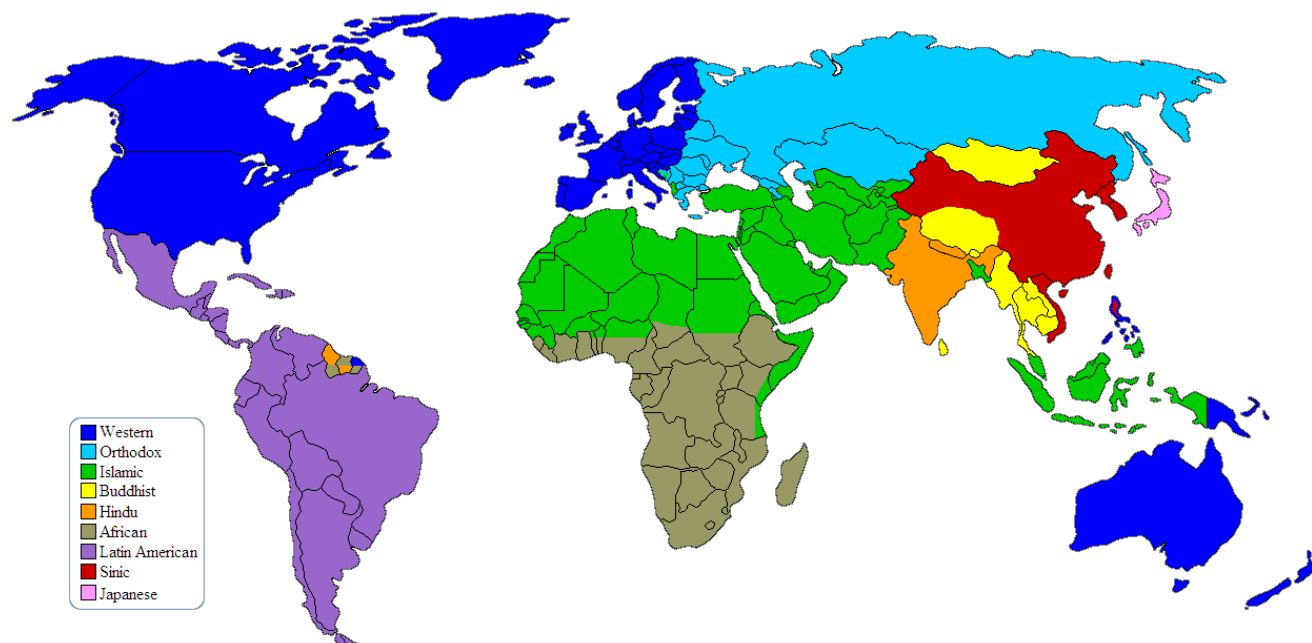 Western
Orthodox
Islamic
Buddhist
Hindu
African
Latin American
Sinic
Japanese